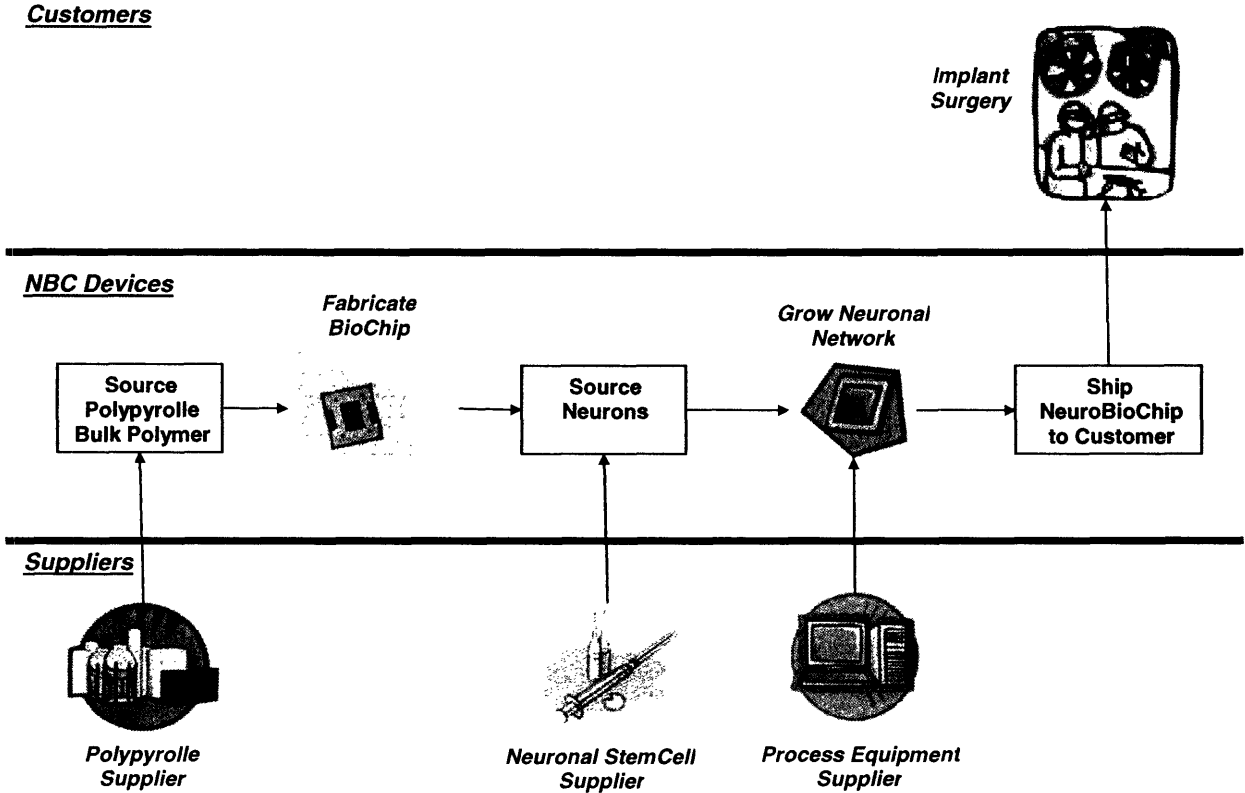 Customers
Implant
Surgery
NBC Devices
Fabricate
BioChip
Grow Neuronal
Network
Source
Polypyrolle
Bulk Polymer
Source
Neurons
Ship
NeuroBioChip
to Customer
Suppliers
Polypyrolle
Supplier
Neuronal StemCell
Supplier
Process Equipment
Supplier